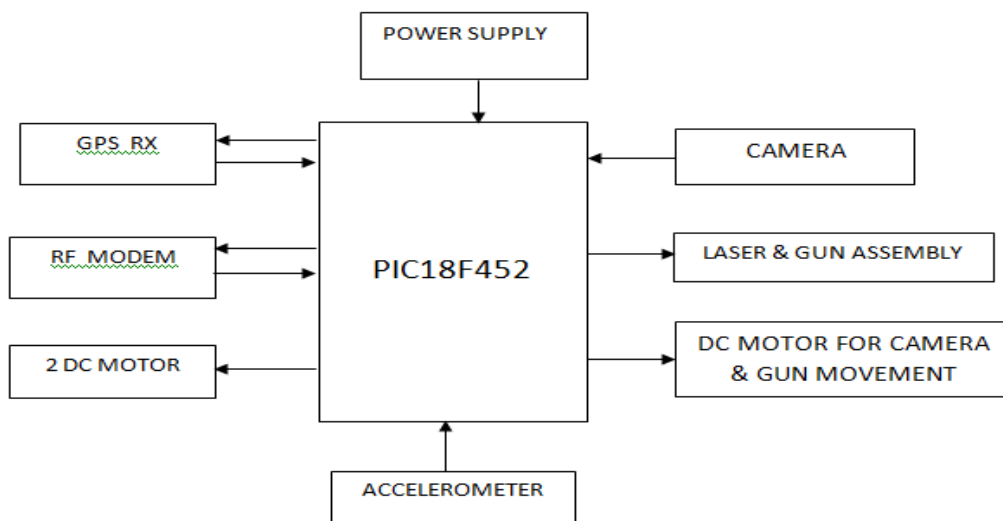 POWER SUPPLY
GPS RX
CAMERA
RF MODEM
PIC18F452
LASER & GUN ASSEMBLY
2 DC MOTOR
DC MOTOR FOR CAMERA
& GUN MOVEMENT
ACCELEROMETER